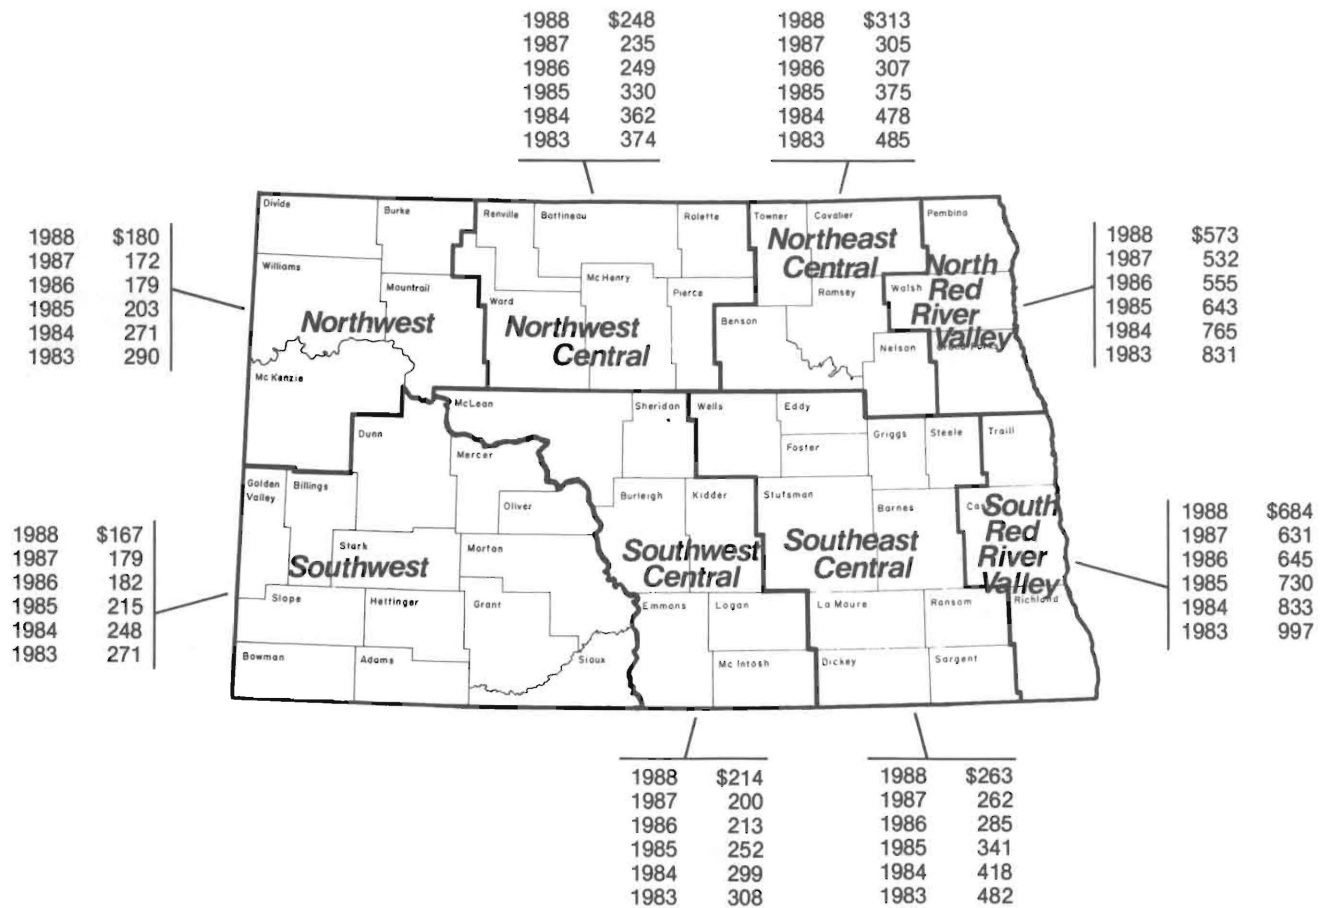 1988 $248
1987 235
1986 249
1985 330
1984 362
1983 374
1988 $313
1987 305
1986 307
1985 375
1984 478
1983 485
1988 $180
1987 172
1986 179
1985 203
1984 271
1983 290
1988 $573
1987 532
1986 555
1985 643
1984 765
1983 831
Divide
Burke
Renville
Bottineau
Rolette
Towner
Cavalier
Pembina
Northeast
Central
Williams
Mountrail
Mc Henry
Pierce
Ramsey
Walsh
North
Red
River
Valley
Northwest
Ward
Northwest
Central
Benson
Nelson
Mc Kenzie
McLean
Sheridan
Wells
Eddy
Dunn
Foster
Griggs
Steele
Traill
Mercer
Golden
Valley
Billings
Oliver
Burleigh
Kidder
Stutsman
Barnes
South
Red
River
Valley
Stark
Southwest
Morton
Southwest
Central
Southeast
Central
Slope
Hettinger
Grant
Emmons
Logan
La Moure
Ransom
Richland
Bowman
Adams
Sioux
Mc Intosh
Dickey
Sargent
1988 $167
1987 179
1986 182
1985 215
1984 248
1983 271
1988 $684
1987 631
1986 645
1985 730
1984 833
1983 997
1988 $214
1987 200
1986 213
1985 252
1984 299
1983 308
1988 $263
1987 262
1986 285
1985 341
1984 418
1983 482